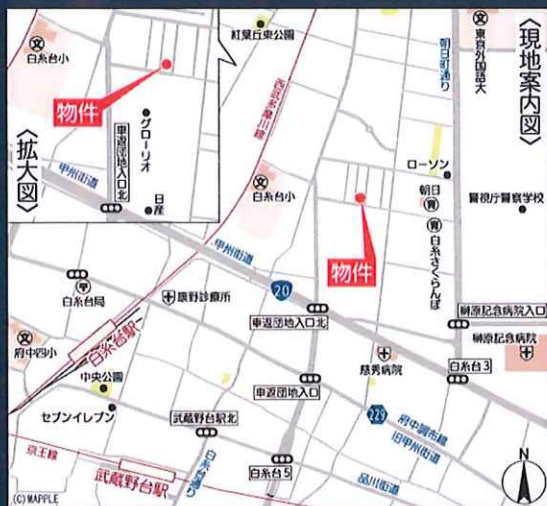 〈現地案内図〉
〈拡大図〉
白糸台小
物件
グローリオ
車返団地入口北
日産
甲州街道
紅葉丘東公園
西武多摩川線
朝日町通り
東京外国語大
白糸台小
物件
ローソン
朝日
白糸さくらんぼ
警視庁警察学校
甲州街道
20
車返団地入口北
榊原記念病院入口
榊原記念病院
白糸台局
鹿野診療所
白糸台駅
府中四小
中央公園
セブンイレブン
慈秀病院
白糸台3
車返団地入口
229
府中調布線
旧甲州街道
武蔵野台駅北
白糸台通り
白糸台5
品川街道
京王線
武蔵野台駅
N
(C)MAPPLE